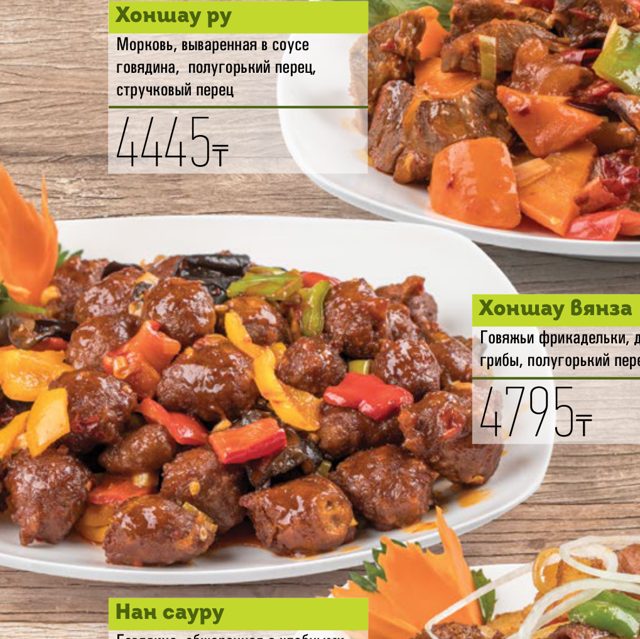 Хоншау ру
Морковь, вываренная в соусе
говядина, полугорький перец,
стручковый перец
4445₸
Хоншау вянза
Говяжьи фрикадельки,
грибы, полугорький
4795₸
Нан сауру